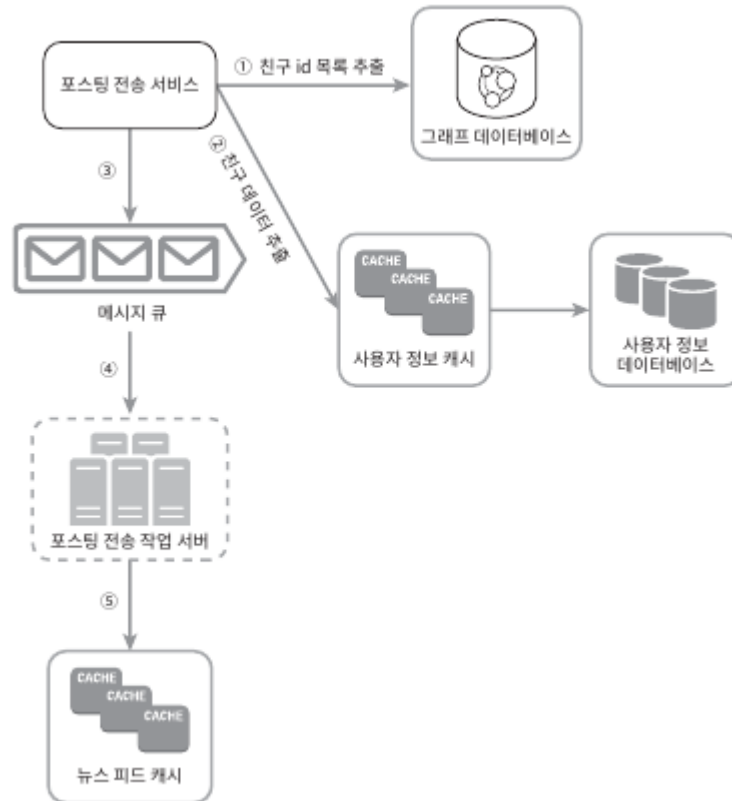 포스팅 전송 서비스
① 친구 id 목록 추출
그래프 데이터베이스
② 친구 데이터 추출
③
메시지 큐
CACHE
CACHE
CACHE
사용자 정보 캐시
사용자 정보
데이터베이스
④
포스팅 전송 작업 서버
⑤
CACHE
CACHE
CACHE
뉴스 피드 캐시